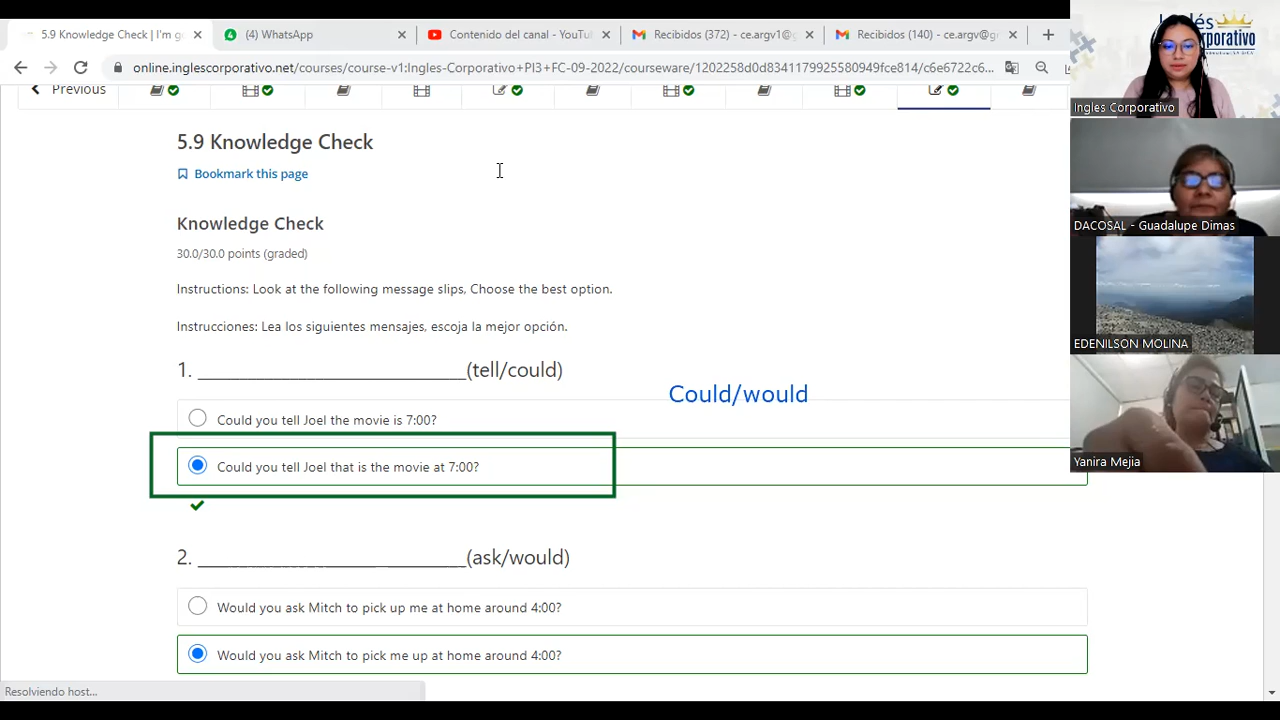 5.9 Knowledge Check | I'm g
(4) WhatsApp
Contenido del canal - YouTu
Recibidos (372) - ce.argv1@g
Recibidos (140) - ce.argv@g
online.inglescorporativo.net/courses/course-v1:Ingles-Corporativo+PI3+FC-09-2022/courseware/1202258d0d8341179925580949fce814/c6e6722c6...
Previous
5.9 Knowledge Check
Bookmark this page
Knowledge Check
30.0/30.0 points (graded)
Instructions: Look at the following message slips, Choose the best option.
Instrucciones: Lea los siguientes mensajes, escoja la mejor opción.
1. ____________________________(tell/could)
Could/would
Could you tell Joel the movie is 7:00?
Could you tell Joel that is the movie at 7:00?
2. ____________________________(ask/would)
Would you ask Mitch to pick up me at home around 4:00?
Would you ask Mitch to pick me up at home around 4:00?
Resolviendo host...
Inglés
Corporativo
Ingles Corporativo
DACOSAL - Guadalupe Dimas
EDENILSON MOLINA
Yanira Mejia